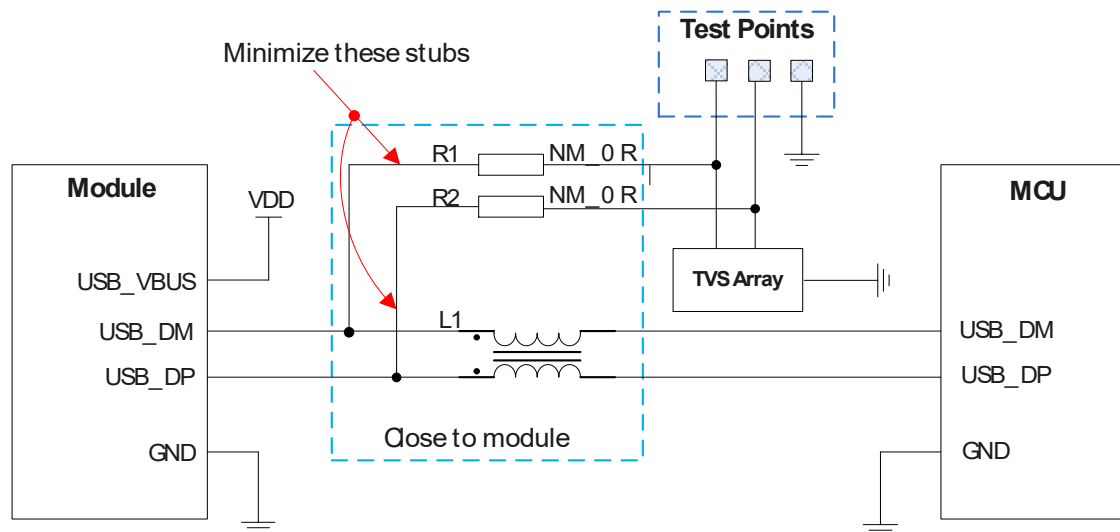 Test Points
Minimize these stubs
R1 NM_0 R
R2 NM_0 R
Module
VDD
MCU
TVS Array
USB_VBUS
L1
USB_DM USB_DM
USB_DP USB_DP
Close to module
GND GND